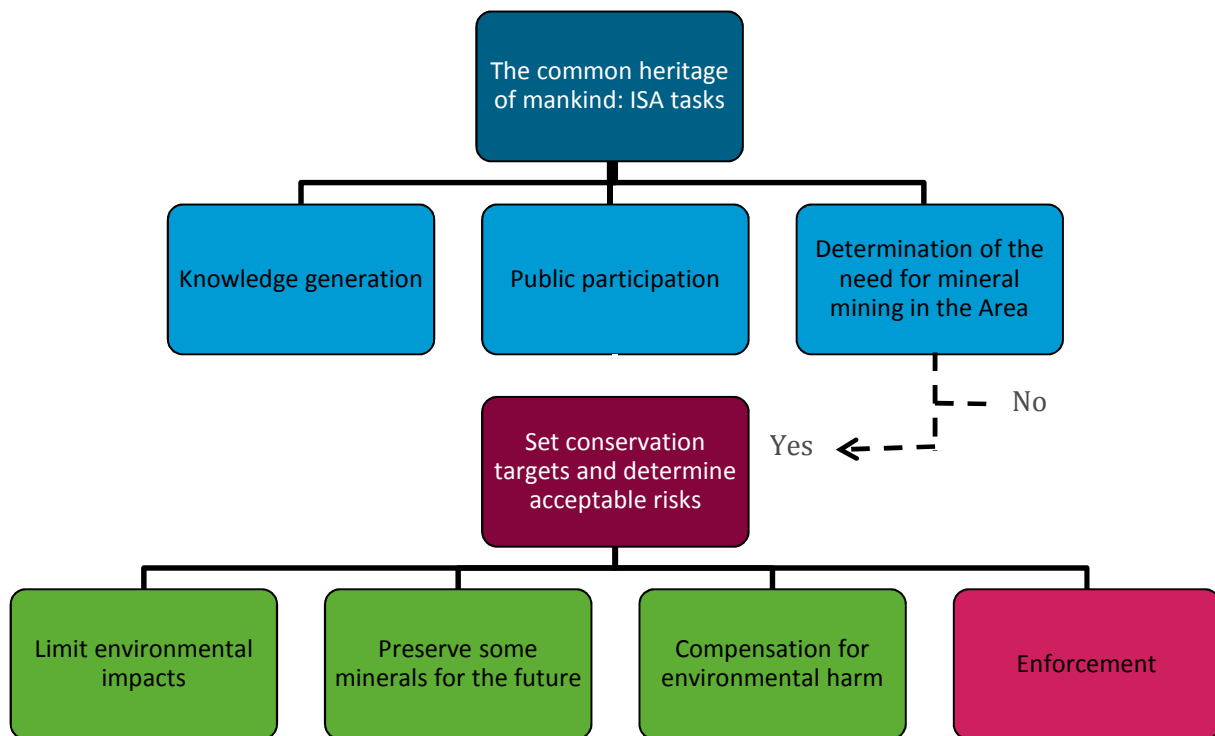 The common heritage
of mankind: ISA tasks
Knowledge generation
Public participation
Determination of the
need for mineral
mining in the Area
No
Yes
Set conservation
targets and determine
acceptable risks
Limit environmental
impacts
Preserve some
minerals for the future
Compensation for
environmental harm
Enforcement